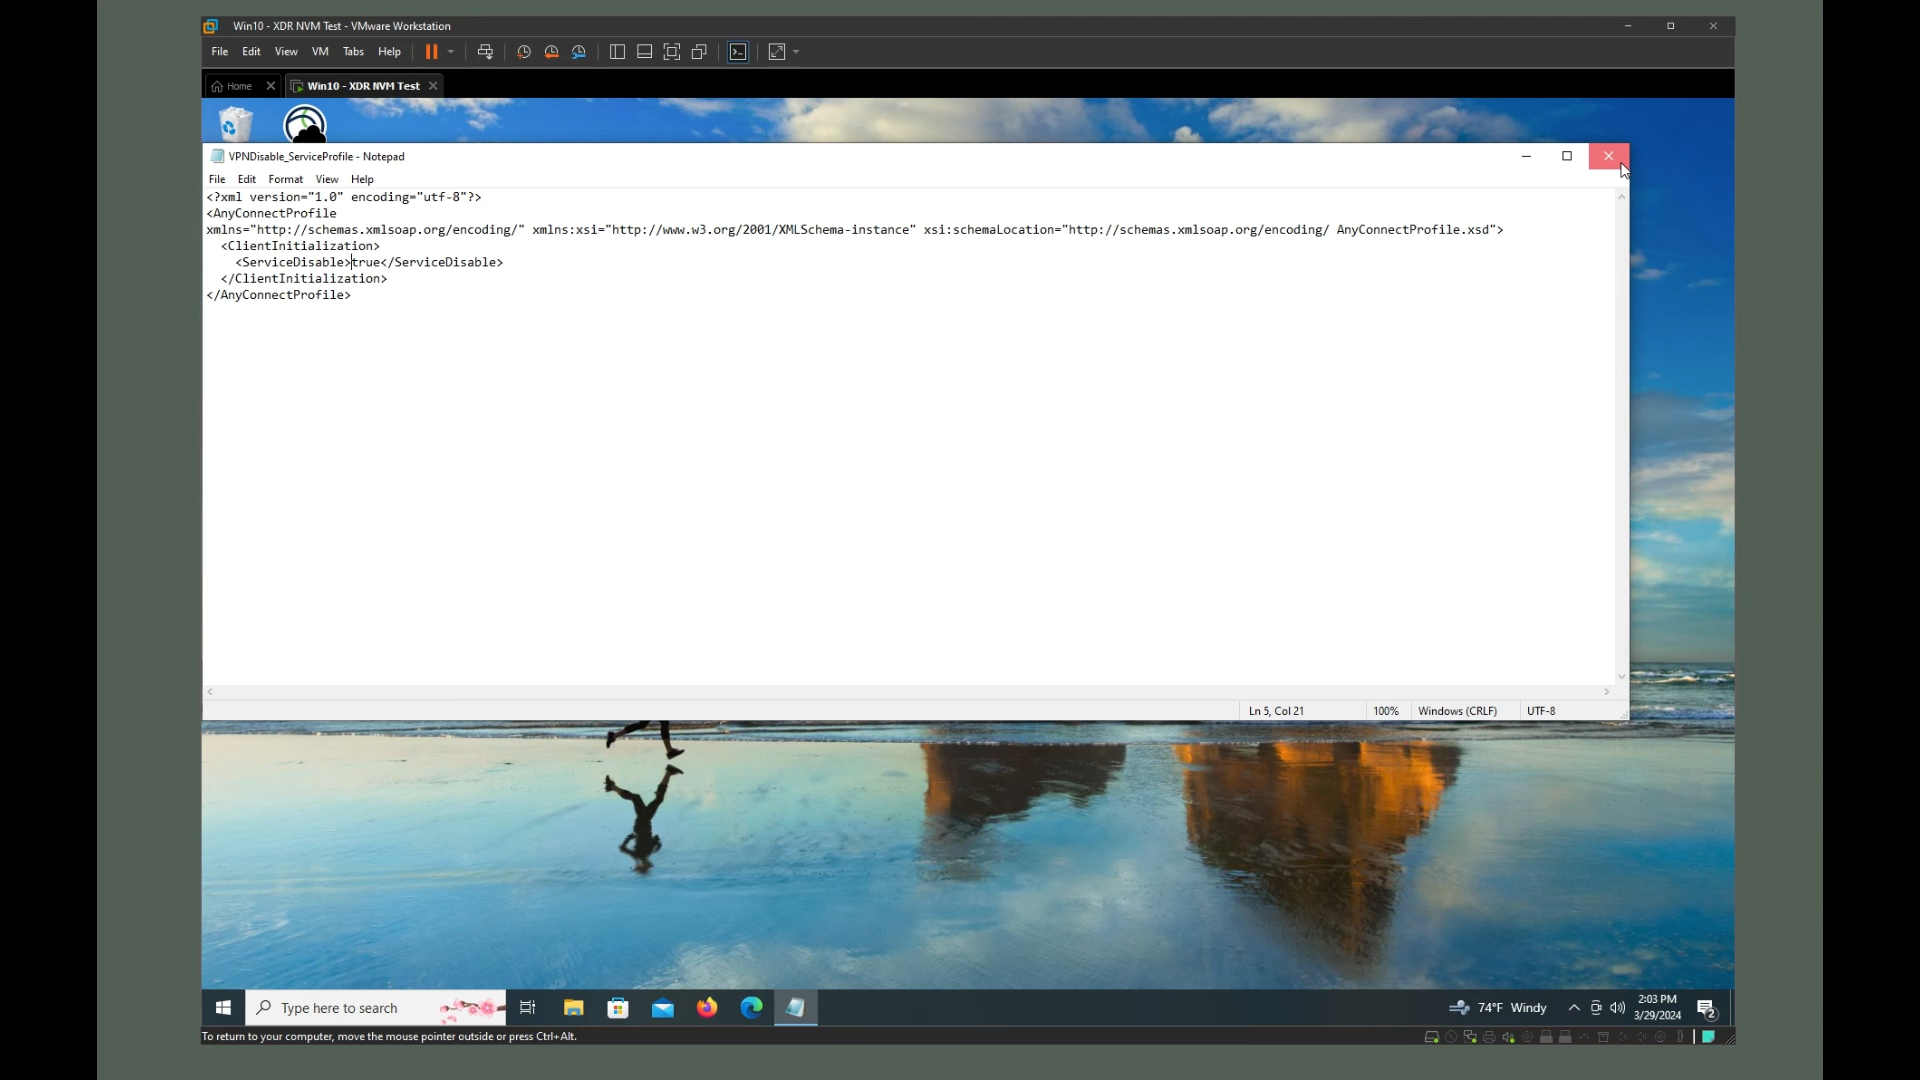 Win10 - XDR NVM Test - VMware Workstation
File Edit View VM Tabs Help
Home
Win10 - XDR NVM Test
VPNDisable_ServiceProfile - Notepad
File Edit Format View Help
<?xml version="1.0" encoding="utf-8"?>
<AnyConnectProfile
xmlns="http://schemas.xmlsoap.org/encoding/" xmlns:xsi="http://www.w3.org/2001/XMLSchema-instance" xsi:schemaLocation="http://schemas.xmlsoap.org/encoding/ AnyConnectProfile.xsd">
<ClientInitialization>
<ServiceDisable>true</ServiceDisable>
</ClientInitialization>
</AnyConnectProfile>
Ln 5, Col 21 100% Windows (CRLF) UTF-8
Type here to search
74°F Windy
2:03 PM
3/29/2024
2
To return to your computer, move the mouse pointer outside or press Ctrl+Alt.